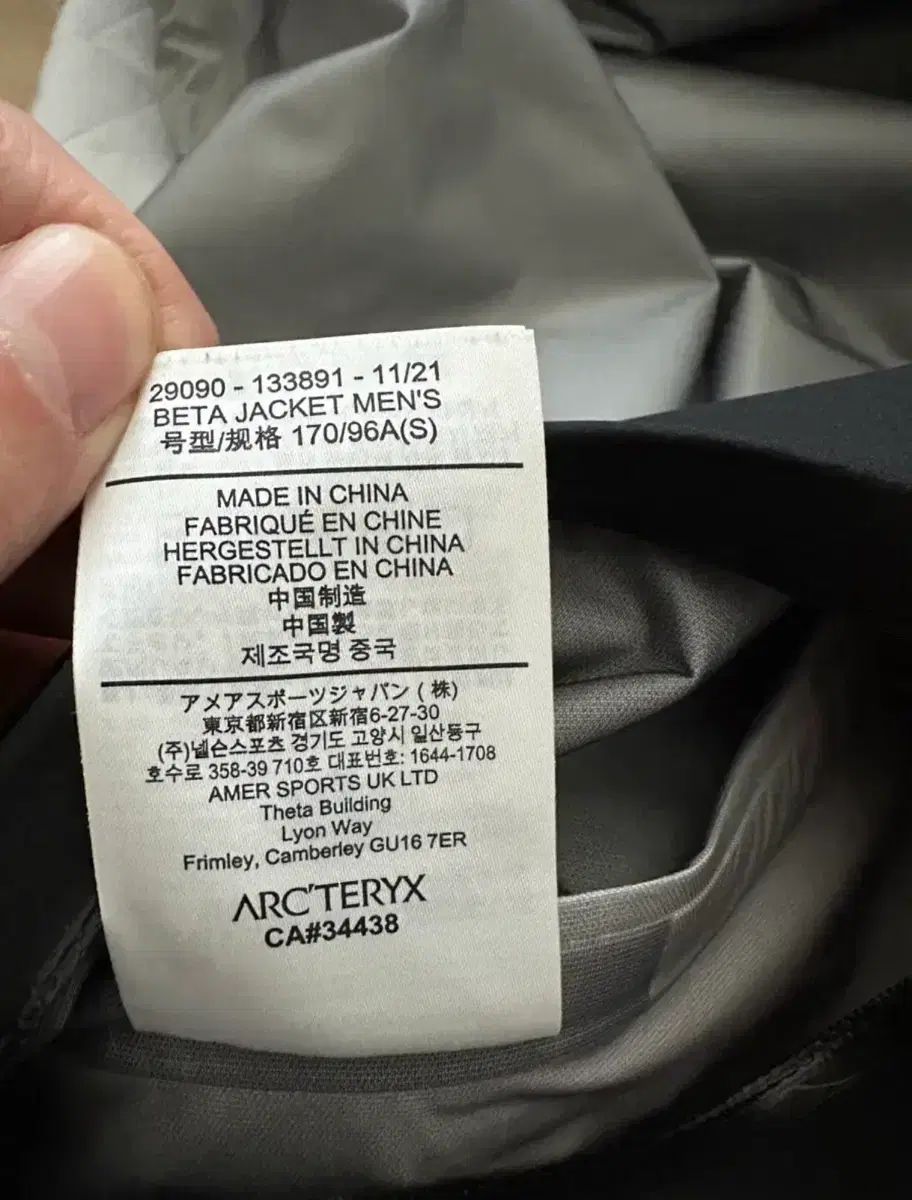 29090 - 133891 - 11/21
BETA JACKET MEN'S
号型/规格 170/96A(S)
MADE IN CHINA
FABRIQUÉ EN CHINE
HERGESTELLT IN CHINA
FABRICADO EN CHINA
中国制造
中国製
제조국명 중국
アメアスポーツジャパン (株)
東京都新宿区新宿6-27-30
(주)넬슨스포츠 경기도 고양시 일산동구
호수로 358-39 710호 대표번호: 1644-1708
AMER SPORTS UK LTD
Theta Building
Lyon Way
Frimley, Camberley GU16 7ER
ARC'TERYX
CA#34438